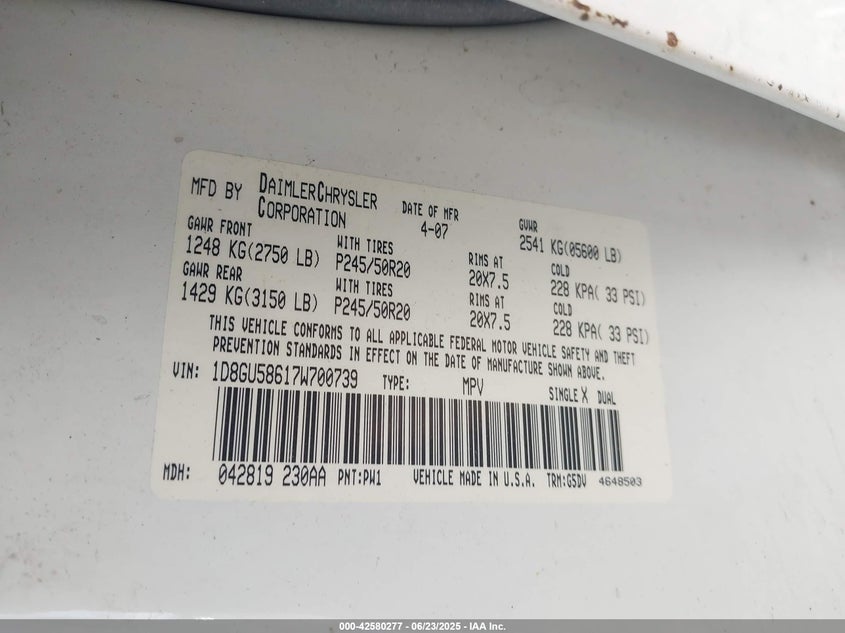 MFD BY DAIMLERCHRYSLER CORPORATION DATE OF MFR 4-07 GVWR 2541 KG(05600 LB)
GAWR FRONT WITH TIRES RIMS AT COLD
1248 KG(2750 LB) P245/50R20 20X7.5 228 KPA( 33 PSI)
GAWR REAR WITH TIRES RIMS AT COLD
1429 KG(3150 LB) P245/50R20 20X7.5 228 KPA( 33 PSI)
THIS VEHICLE CONFORMS TO ALL APPLICABLE FEDERAL MOTOR VEHICLE SAFETY AND THEFT
PREVENTION STANDARDS IN EFFECT ON THE DATE OF MANUFACTURE SHOWN ABOVE.
VIN: 1D8GU58617W700739 TYPE: MPV SINGLE X DUAL
MDH: 042819 230AA PNT:PW1 VEHICLE MADE IN U.S.A. TRM:G5DV 4648503
000-42580277 - 06/23/2025 - IAA Inc.